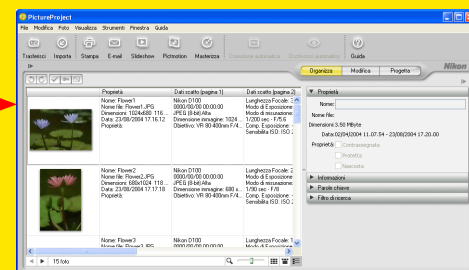 PictureProject
File Modifica Foto Visualizza Strumenti Finestra Guida
Trasferisci Importa Stampa E-mail Slideshow Pictmotion Masterizza Guida
Organizza Modifica Progetto Nikon
Proprietà Dati scatto (pagina 1) Dati scatto (pagina 2)
Nome: Flower1
Nome file: Flower1.JPG
Dimensioni: 1024x680 116...
Data: 23/08/2004 17.16.12
Proprietà:
Nikon D100
0000/00/00 00:00:00
JPEG (8-bit) Alta
Dimensione immagine: 1024...
Obiettivo: VR 80-400mm F/4...
Lunghezza Focale: 3
Modo di Esposizione
Modo di misurazione:
1/200 sec - F/5.6
Comp. Esposizione:
Sensibilità ISO: ISO 2
Nome: Flower2
Nome file: Flower2.JPG
Dimensioni: 680x1024 118...
Data: 23/08/2004 17.17.18
Proprietà:
Nikon D100
0000/00/00 00:00:00
JPEG (8-bit) Alta
Dimensione immagine: 680 x...
Obiettivo: VR 80-400mm F/4...
Lunghezza Focale: 2
Modo di Esposizione
Modo di misurazione:
1/90 sec - F/8
Comp. Esposizione:
Sensibilità ISO: ISO 2
Nome: Flower3
Nome file: Flower3.JPG
Nikon D100
0000/00/00 00:00:00
Lunghezza Focale: 1
Modo di Esposizione
15 foto
Proprietà
Nome:
Nome file:
Dimensioni: 3.50 MByte
Data: 02/04/2004 11.07.54 - 23/08/2004 17.20.00
Proprietà: Contrassegnata
Protetta
Nascosta
Informazioni
Parole chiave
Filtro di ricerca